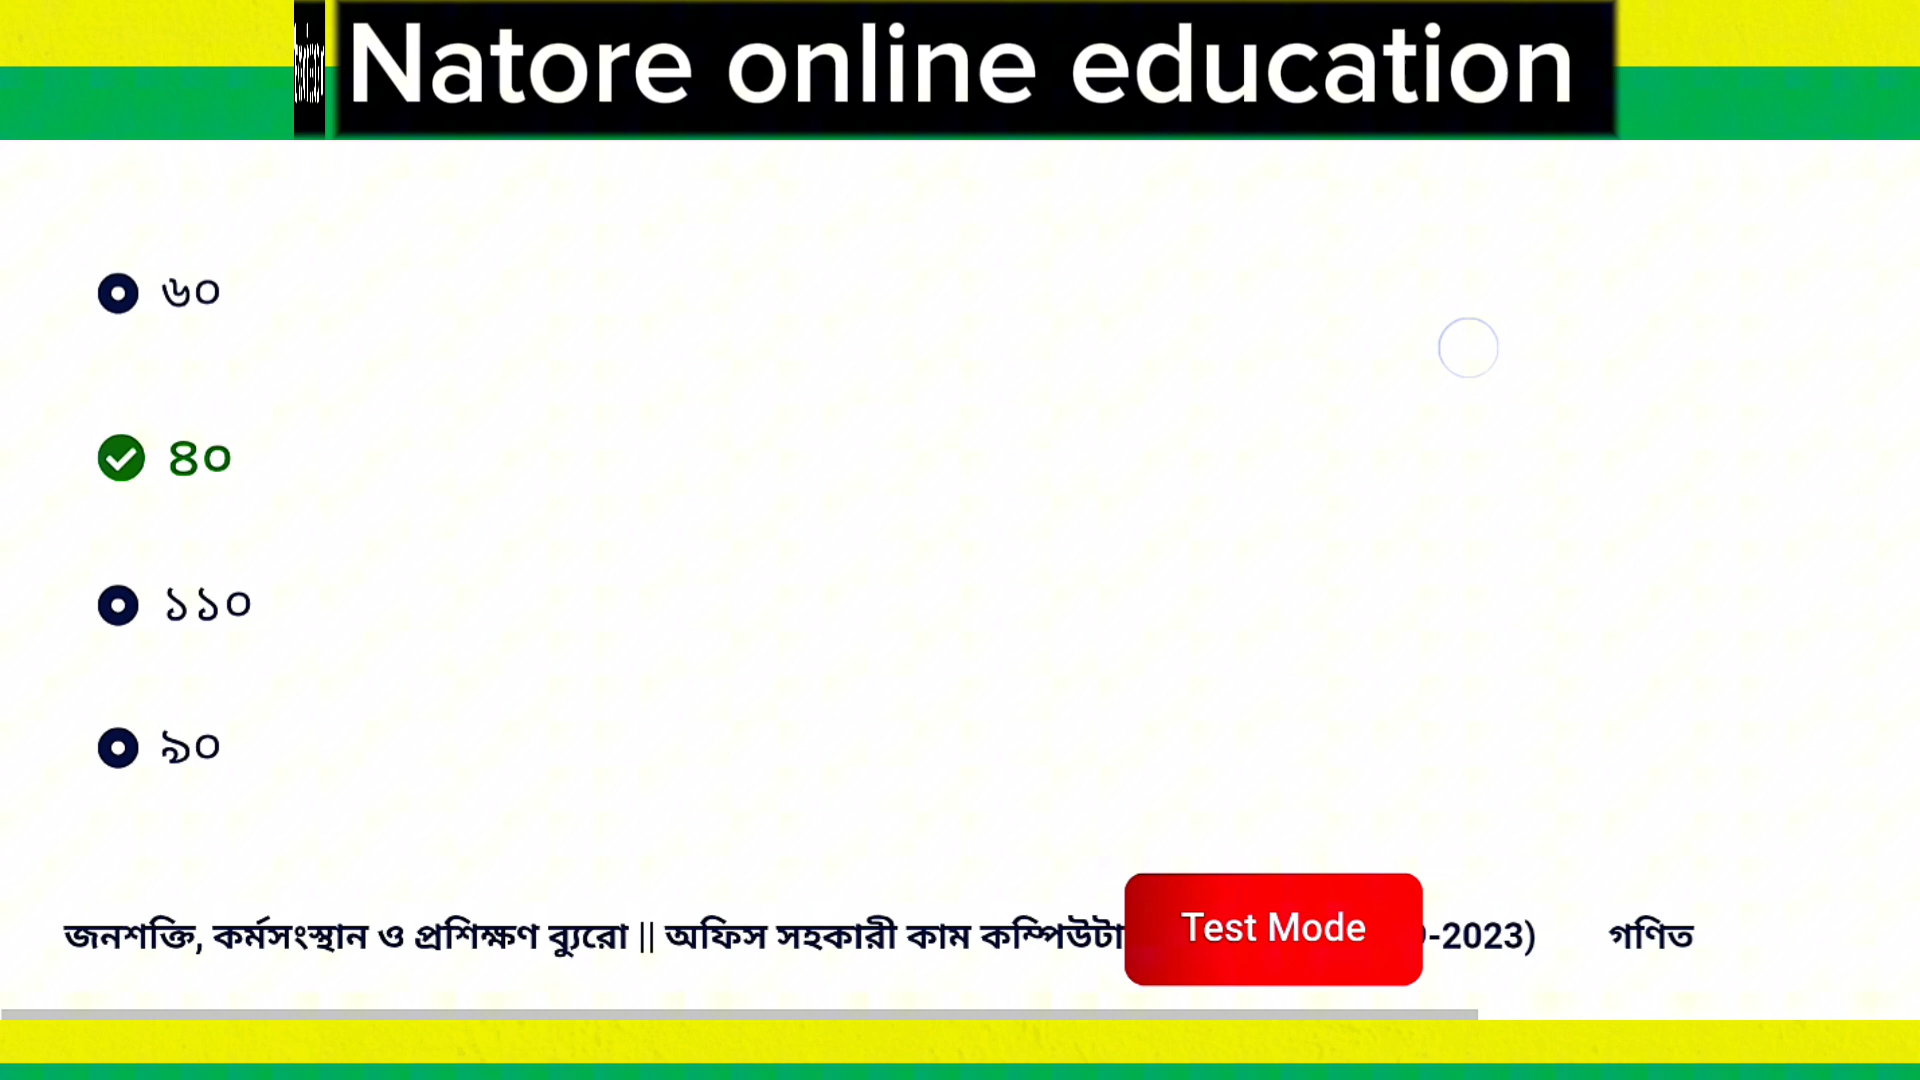 Natore online education
৬০
৪০
১১০
৯০
জনশক্তি, কর্মসংস্থান ও প্রশিক্ষণ ব্যুরো || অফিস সহকারী কাম কম্পিউটা Test Mode -2023) গণিত